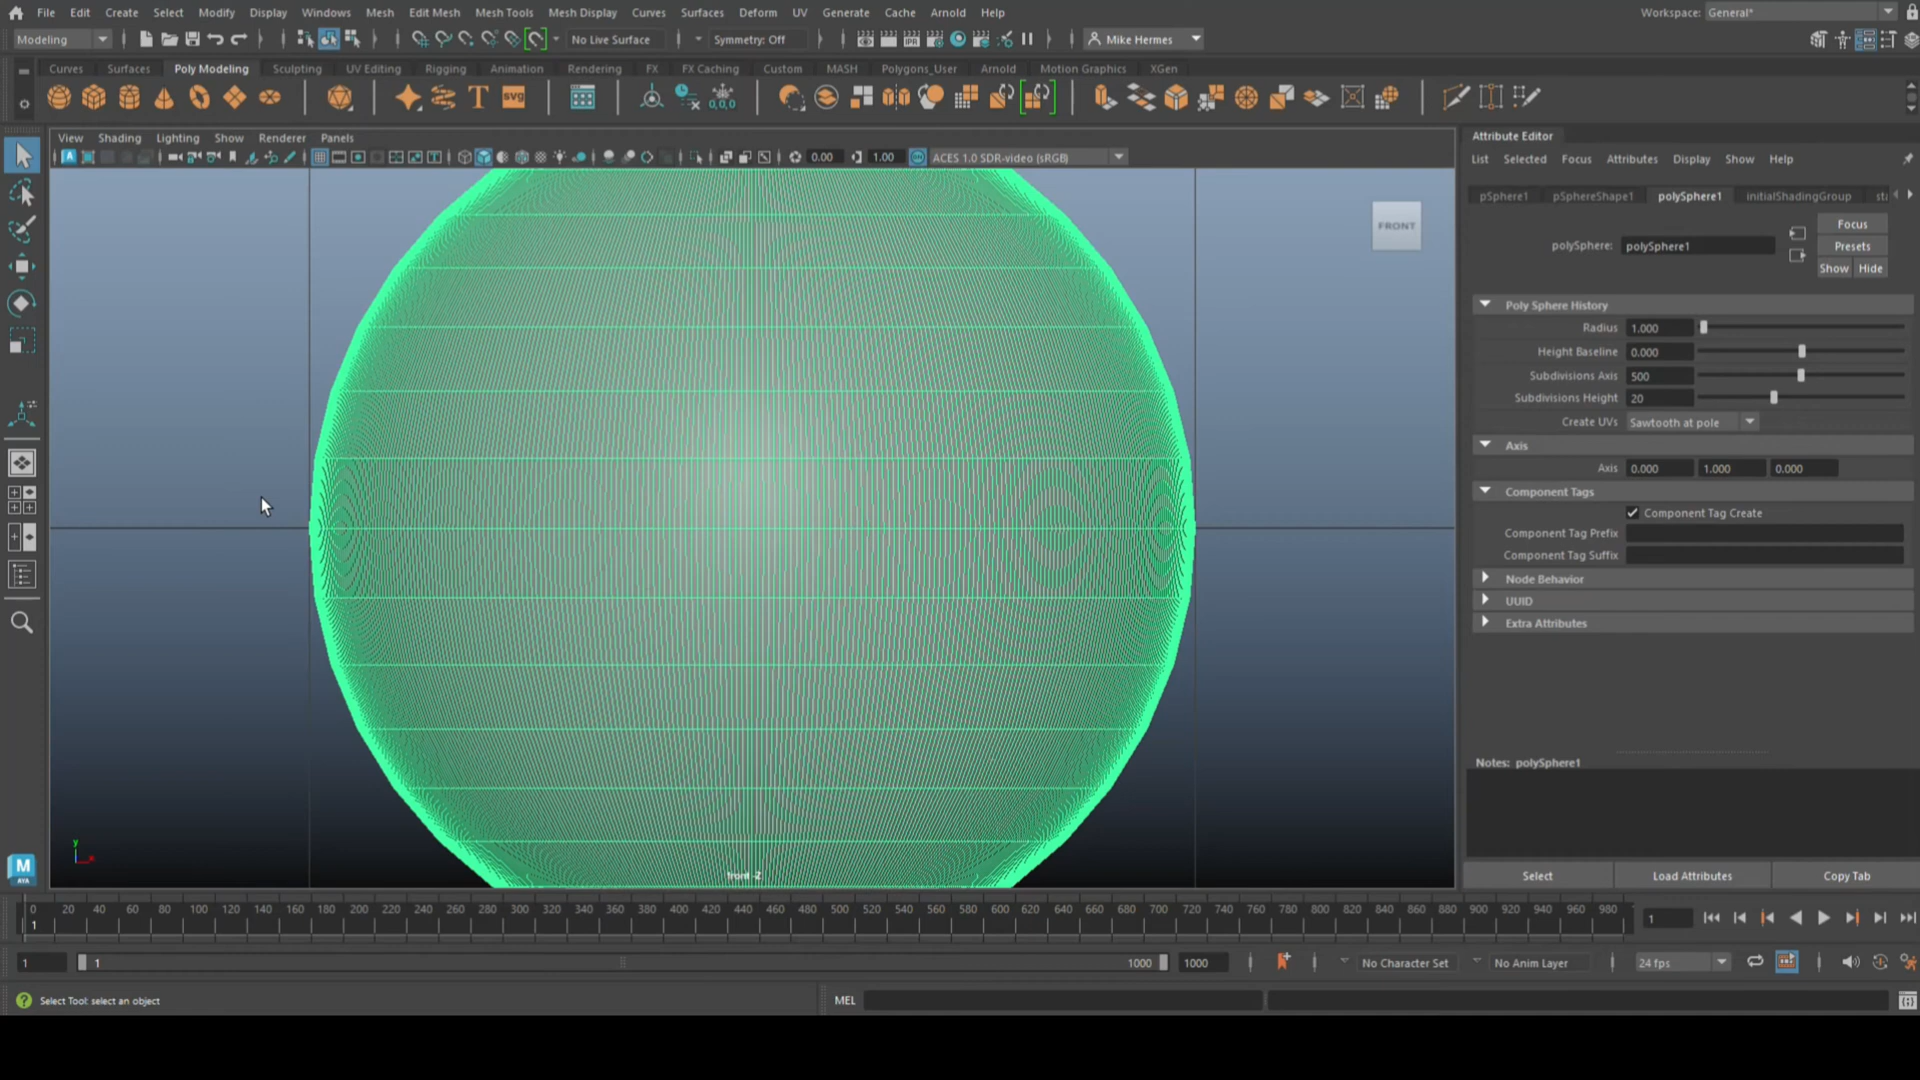 File Edit Create Select Modify Display Windows Mesh Edit Mesh Mesh Tools Mesh Display Curves Surfaces Deform UV Generate Cache Arnold Help
Workspace: General*
Modeling
No Live Surface
Symmetry: Off
IPR
Mike Hermes
Curves Surfaces Poly Modeling Sculpting UV Editing Rigging Animation Rendering FX FX Caching Custom MASH Polygons_User Arnold Motion Graphics XGen
T
SVG
0,0,0
View Shading Lighting Show Renderer Panels
0.00
1.00
ACES 1.0 SDR-video (sRGB)
FRONT
y
x
front -Z
Attribute Editor
List Selected Focus Attributes Display Show Help
pSphere1 pSphereShape1 polySphere1 initialShadingGroup
Focus
polySphere: polySphere1
Presets
Show Hide
Poly Sphere History
Radius 1.000
Height Baseline 0.000
Subdivisions Axis 500
Subdivisions Height 20
Create UVs Sawtooth at pole
Axis
Axis 0.000 1.000 0.000
Component Tags
Component Tag Create
Component Tag Prefix
Component Tag Suffix
Node Behavior
UUID
Extra Attributes
Notes: polySphere1
Select Load Attributes Copy Tab
M
AYA
0 20 40 60 80 100 120 140 160 180 200 220 240 260 280 300 320 340 360 380 400 420 440 460 480 500 520 540 560 580 600 620 640 660 680 700 720 740 760 780 800 820 840 860 880 900 920 940 960 980
1
1
1 1 1000 1000
No Character Set
No Anim Layer
24 fps
Select Tool: select an object
MEL